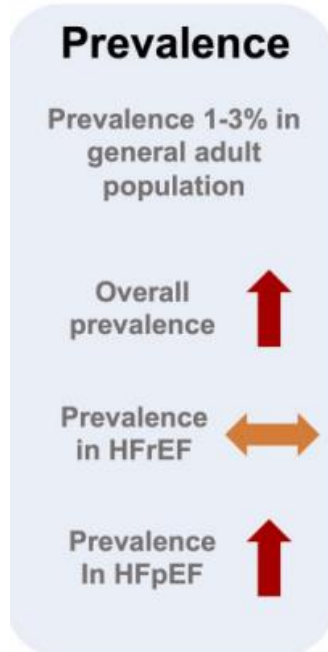 Prevalence
Prevalence 1-3% in
general adult
population
Overall
prevalence
Prevalence
in HFrEF
Prevalence
In HFpEF